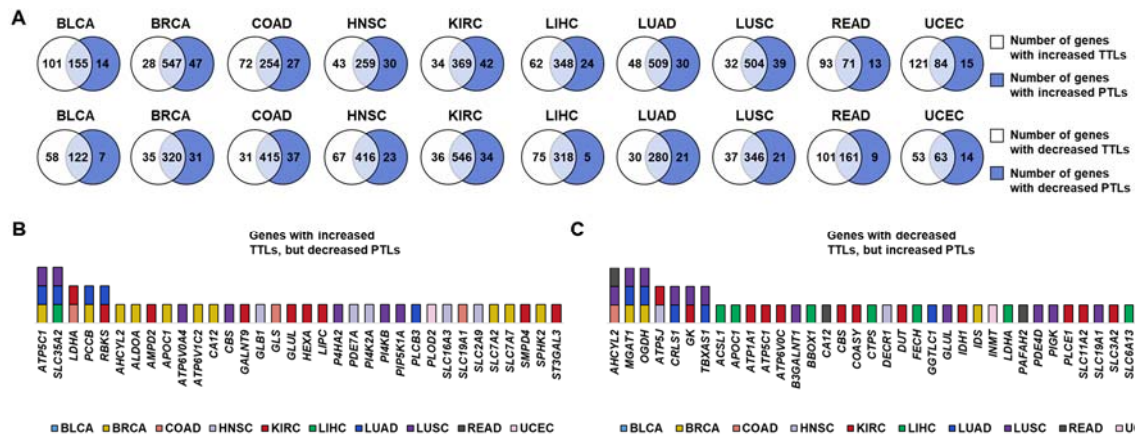 A
BLCA BRCA COAD HNSC KIRC LIHC LUAD LUSC READ UCEC
101 155 14 28 547 47 72 254 27 43 259 30 34 369 42 62 348 24 48 509 30 32 504 39 93 71 13 121 84 15
Number of genes
with increased TTLs
Number of genes
with increased PTLs
BLCA BRCA COAD HNSC KIRC LIHC LUAD LUSC READ UCEC
58 122 7 35 320 31 31 415 37 67 416 23 36 546 34 75 318 5 30 280 21 37 346 21 101 161 9 53 63 14
Number of genes
with decreased TTLs
Number of genes
with decreased PTLs
B
Genes with increased
TTLs, but decreased PTLs
ATP5C1
SLC35A2
LDHA
PCCB
RBKS
AHCYL2
ALDOA
AMPD2
APOC1
ATP6V0A4
ATP6V1C2
CA12
CBS
GALNT9
GLB1
GLS
GLUL
HEXA
LIPC
P4HA2
PDE7A
PI4K2A
PI4KB
PIP5K1A
PLCB3
PLOD2
SLC16A3
SLC19A1
SLC2A9
SLC7A2
SLC7A7
SMPD4
SPHK2
ST3GAL3
BLCA BRCA COAD HNSC KIRC LIHC LUAD LUSC READ UCEC
C
Genes with decreased
TTLs, but increased PTLs
AHCYL2
MGAT1
OGDH
ATP5J
CRLS1
GK
TBXAS1
ACSL1
APOC1
ATP1A1
ATP5C1
ATP6V0C
B3GALNT1
BBOX1
CA12
CBS
COASY
CTPS
DECR1
DUT
FECH
GGTLC1
GLUL
IDH1
IDS
INMT
LDHA
PAFAH2
PDE4D
PIGK
PLCE1
SLC11A2
SLC19A1
SLC3A2
SLC6A13
BLCA BRCA COAD HNSC KIRC LIHC LUAD LUSC READ UC